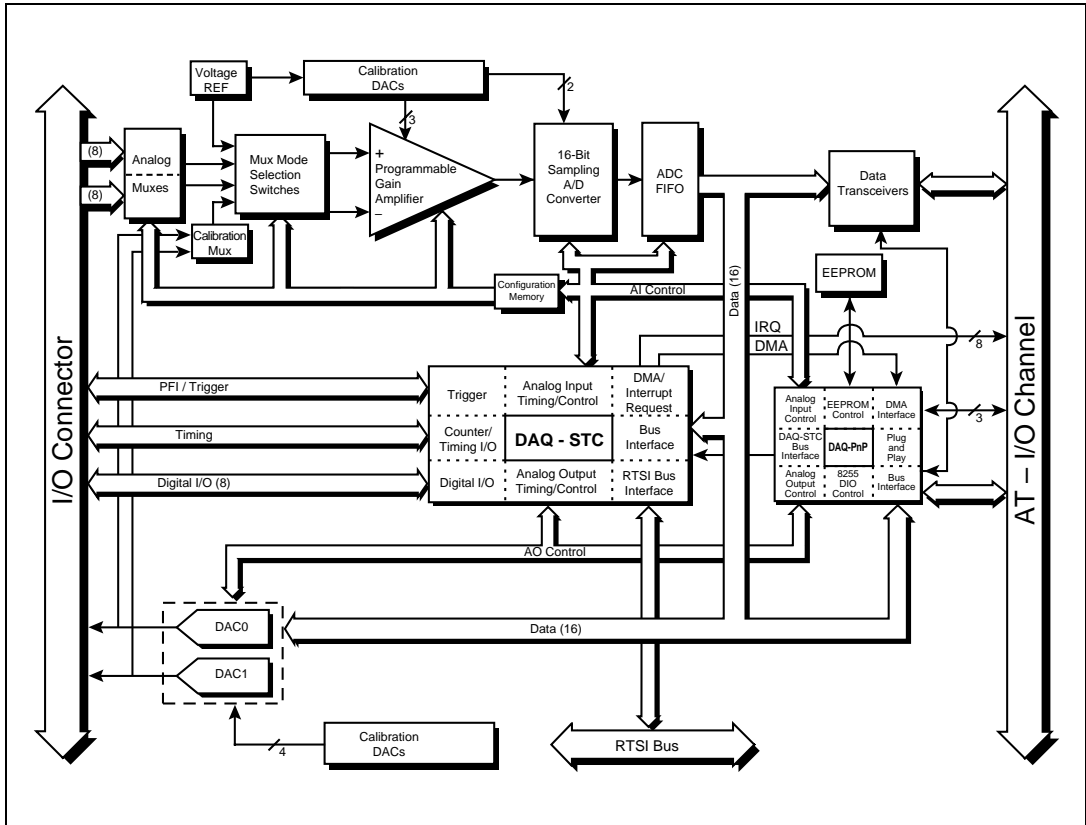 Voltage
REF
Calibration
DACs
2
3
(8)
(8)
Analog
Muxes
Mux Mode
Selection
Switches
+
Programmable
Gain
Amplifier
–
16-Bit
Sampling
A/D
Converter
ADC
FIFO
Data
Transceivers
Calibration
Mux
Configuration
Memory
AI Control
Data (16)
EEPROM
IRQ
DMA
8
3
I/O Connector
AT – I/O Channel
PFI / Trigger
Timing
Digital I/O (8)
Trigger
Analog Input
Timing/Control
DMA/
Interrupt
Request
Counter/
Timing I/O
DAQ - STC
Bus
Interface
Digital I/O
Analog Output
Timing/Control
RTSI Bus
Interface
Analog
Input
Control
EEPROM
Control
DMA
Interface
DAQ-STC
Bus
Interface
DAQ-PnP
Plug
and
Play
Analog
Output
Control
8255
DIO
Control
Bus
Interface
AO Control
DAC0
Data (16)
DAC1
4
Calibration
DACs
RTSI Bus